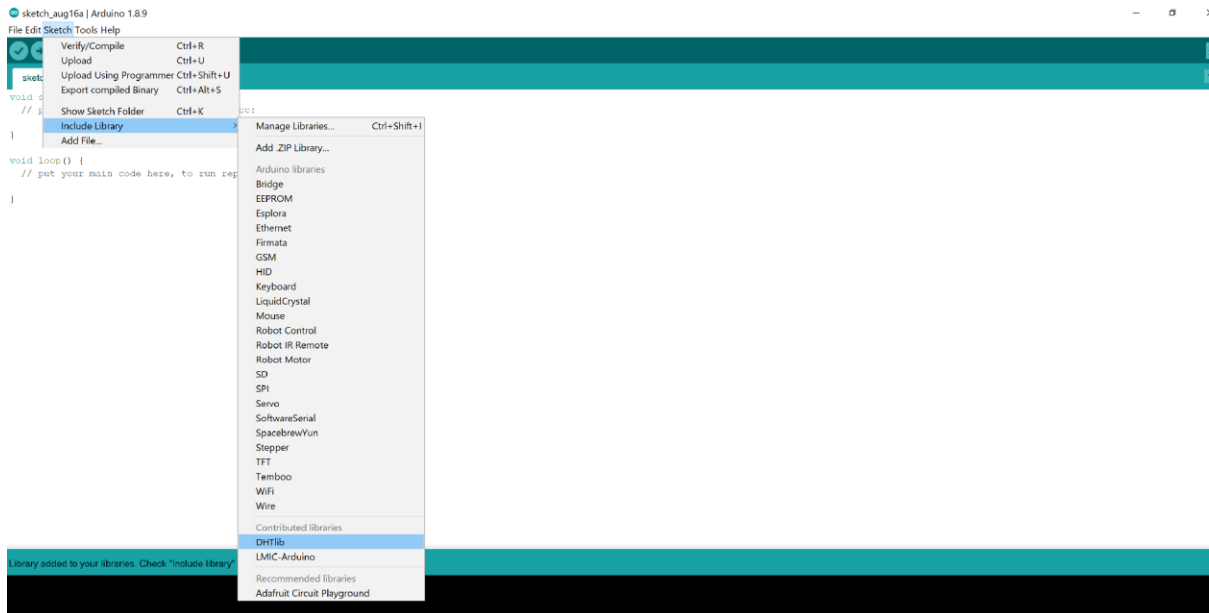 sketch_aug16a | Arduino 1.8.9
File Edit Sketch Tools Help
Verify/Compile Ctrl+R
Upload Ctrl+U
Upload Using Programmer Ctrl+Shift+U
Export compiled Binary Ctrl+Alt+S
Show Sketch Folder Ctrl+K
Include Library
Add File...
void
//
}
void loop() {
// put your main code here, to run rep
}
Manage Libraries... Ctrl+Shift+I
Add .ZIP Library...
Arduino libraries
Bridge
EEPROM
Esplora
Ethernet
Firmata
GSM
HID
Keyboard
LiquidCrystal
Mouse
Robot Control
Robot IR Remote
Robot Motor
SD
SPI
Servo
SoftwareSerial
SpacebrewYun
Stepper
TFT
Temboo
WiFi
Wire
Contributed libraries
DHTlib
LMIC-Arduino
Recommended libraries
Adafruit Circuit Playground
Library added to your libraries. Check "Include library"